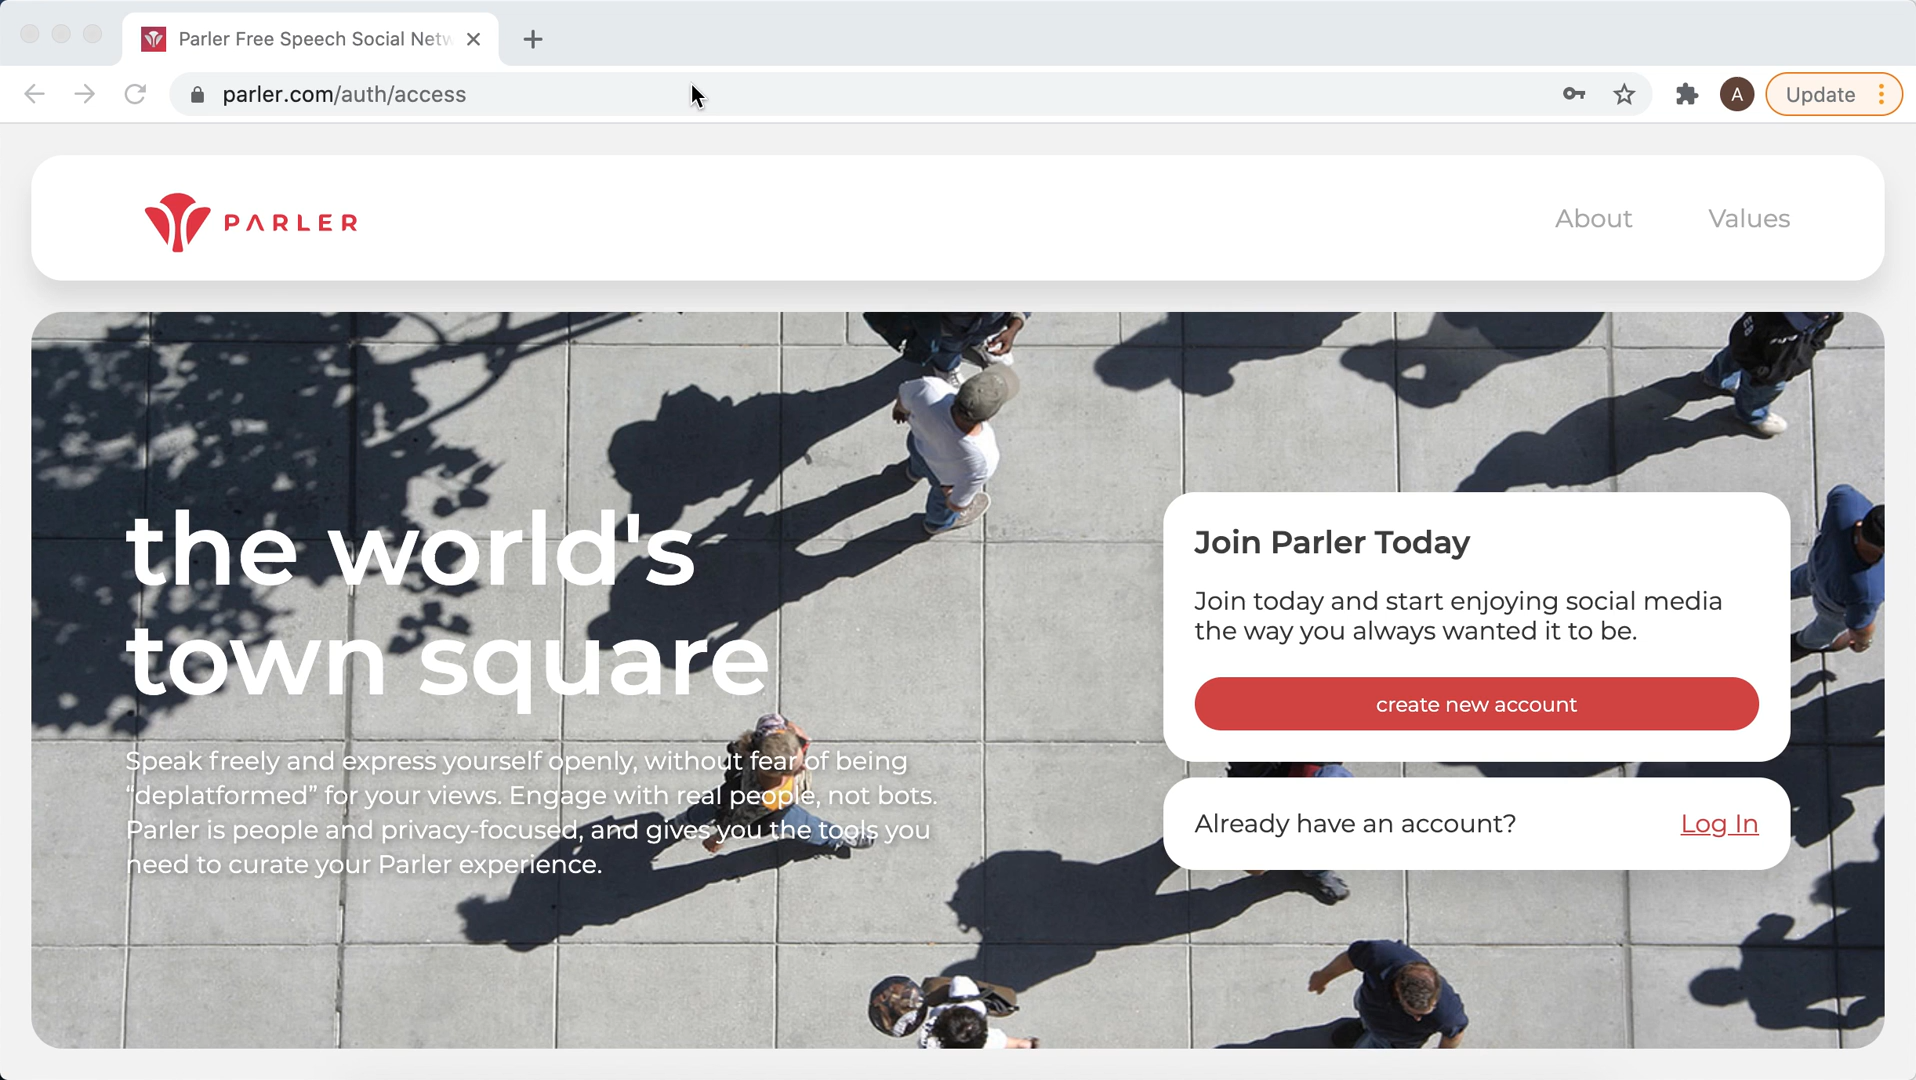 Parler Free Speech Social Netw
parler.com/auth/access
A
Update
PARLER
About
Values
the world's
town square
Speak freely and express yourself openly, without fear of being
“deplatformed” for your views. Engage with real people, not bots.
Parler is people and privacy-focused, and gives you the tools you
need to curate your Parler experience.
Join Parler Today
Join today and start enjoying social media
the way you always wanted it to be.
create new account
Already have an account?
Log In